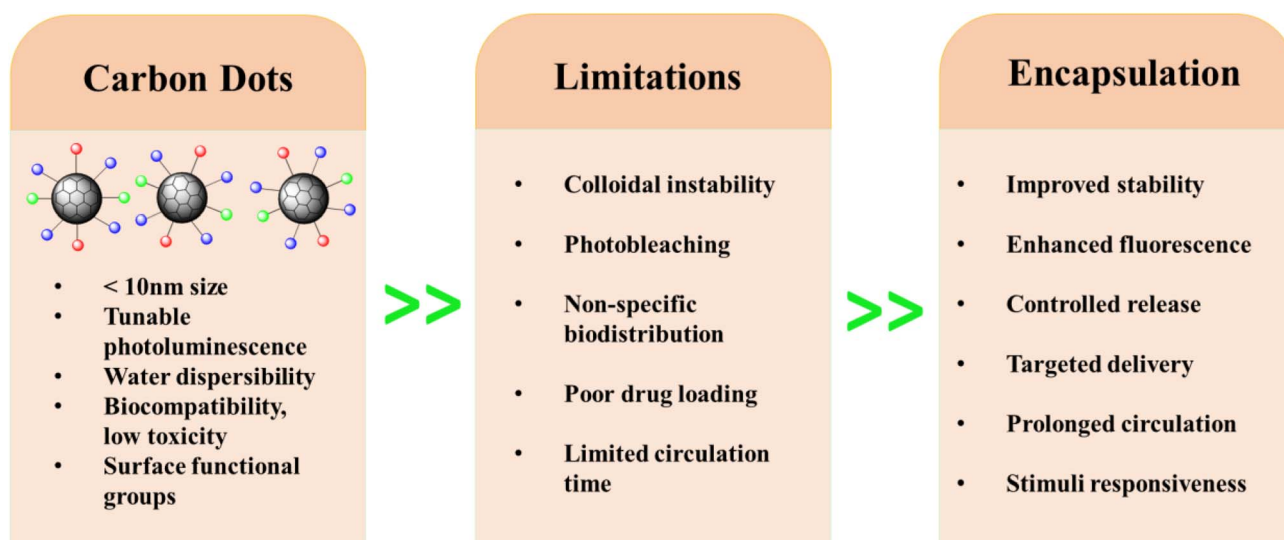 Carbon Dots
• < 10nm size
• Tunable
photoluminescence
• Water dispersibility
• Biocompatibility,
low toxicity
• Surface functional
groups
>>
Limitations
• Colloidal instability
• Photobleaching
• Non-specific
biodistribution
• Poor drug loading
• Limited circulation
time
>>
Encapsulation
• Improved stability
• Enhanced fluorescence
• Controlled release
• Targeted delivery
• Prolonged circulation
• Stimuli responsiveness